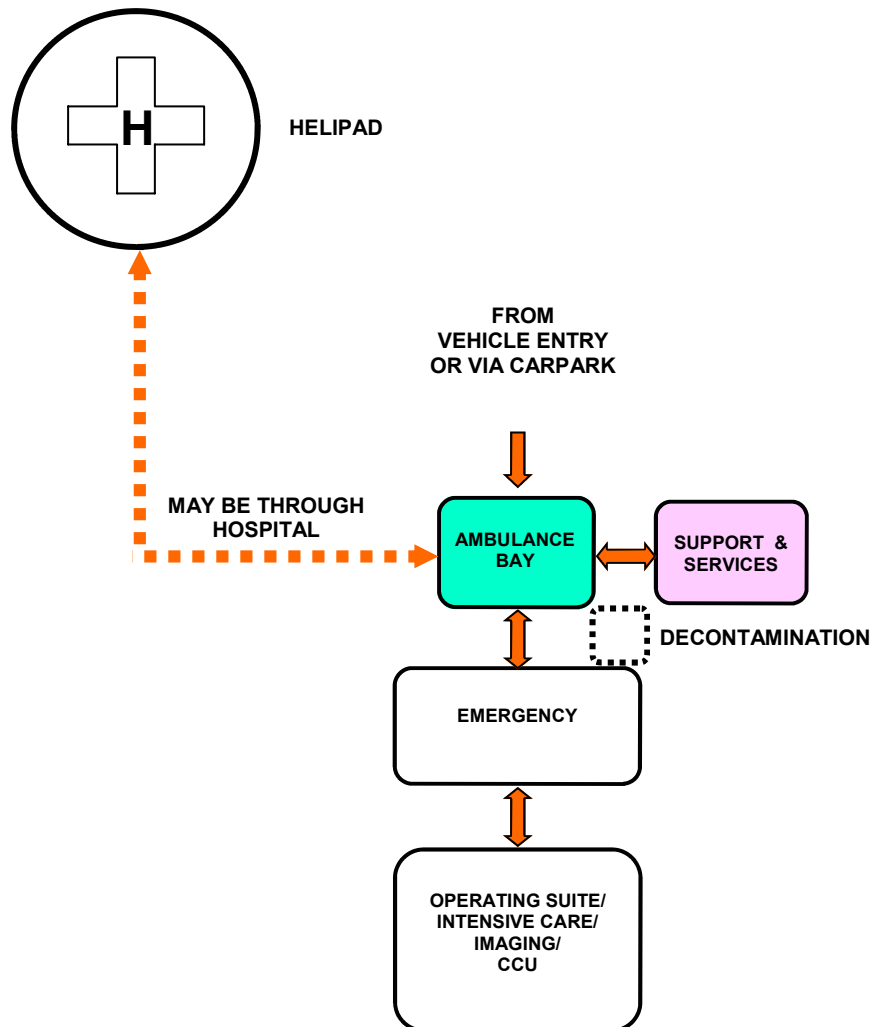 H
HELIPAD
FROM
VEHICLE ENTRY
OR VIA CARPARK
MAY BE THROUGH
HOSPITAL
AMBULANCE
BAY
SUPPORT &
SERVICES
DECONTAMINATION
EMERGENCY
OPERATING SUITE/
INTENSIVE CARE/
IMAGING/
CCU